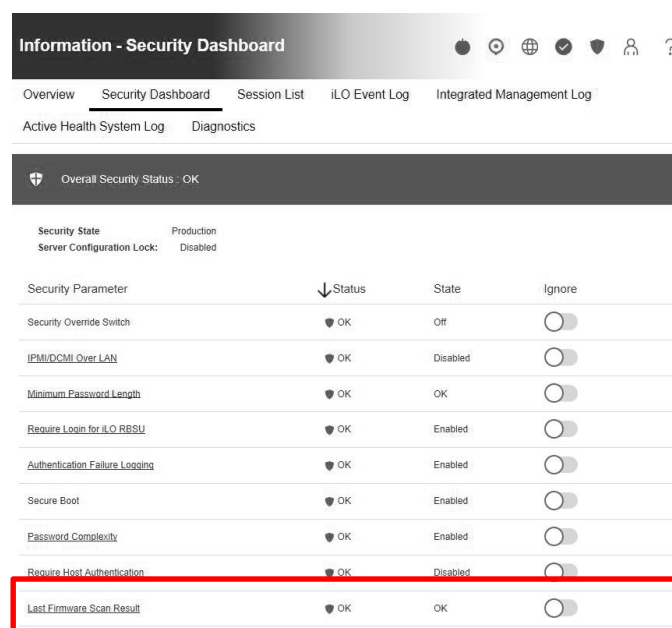 Information - Security Dashboard
Overview Security Dashboard Session List iLO Event Log Integrated Management Log
Active Health System Log Diagnostics
Overall Security Status : OK
Security State Production
Server Configuration Lock: Disabled
Security Parameter Status State Ignore
Security Override Switch OK Off
IPMI/DCMI Over LAN OK Disabled
Minimum Password Length OK OK
Require Login for iLO RBSU OK Enabled
Authentication Failure Logging OK Enabled
Secure Boot OK Enabled
Password Complexity OK Enabled
Require Host Authentication OK Disabled
Last Firmware Scan Result OK OK